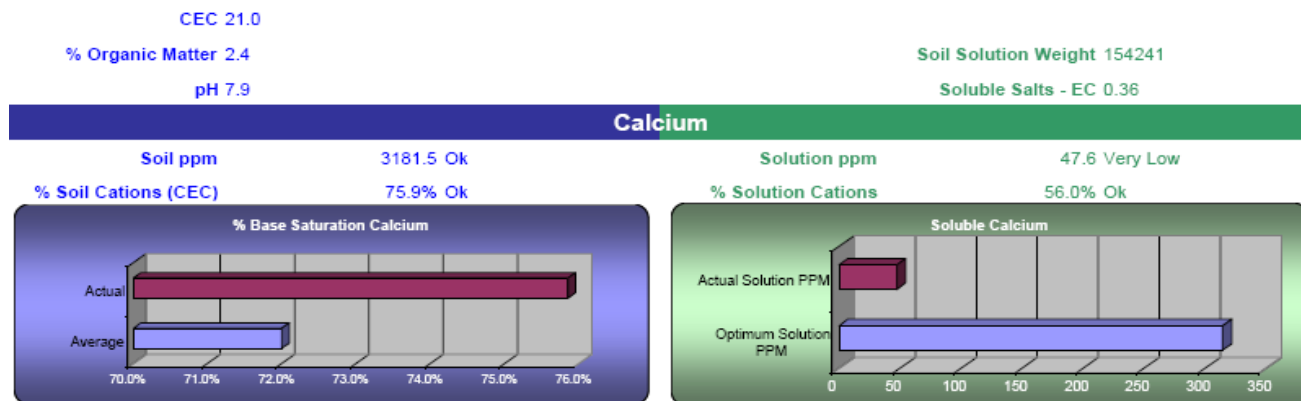 CEC 21.0
% Organic Matter 2.4
Soil Solution Weight 154241
pH 7.9
Soluble Salts - EC 0.36
Calcium
Soil ppm 3181.5 Ok
Solution ppm 47.6 Very Low
% Soil Cations (CEC) 75.9% Ok
% Solution Cations 56.0% Ok
% Base Saturation Calcium
Actual
Average
70.0% 71.0% 72.0% 73.0% 74.0% 75.0% 76.0%
Soluble Calcium
Actual Solution PPM
Optimum Solution
PPM
0 50 100 150 200 250 300 350